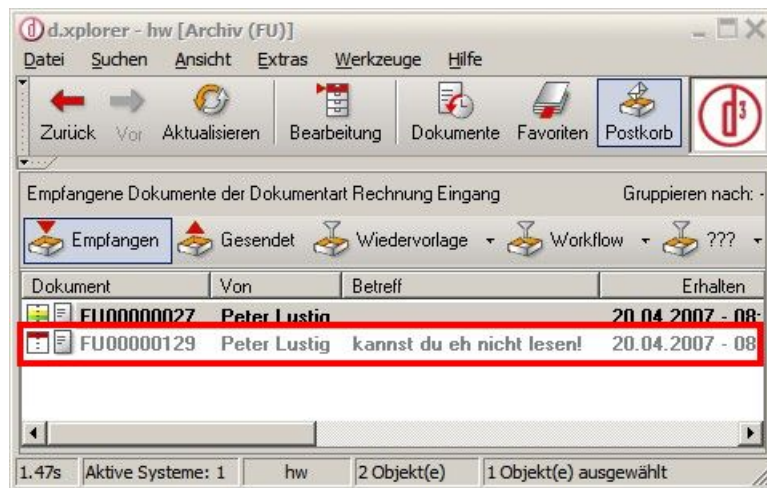 d.xplorer - hw [Archiv (FU)]
Datei Suchen Ansicht Extras Werkzeuge Hilfe
Zurück Vor Aktualisieren Bearbeitung Dokumente Favoriten Postkorb d3
Empfangene Dokumente der Dokumentart Rechnung Eingang Gruppieren nach: -
Empfangen Gesendet Wiedervorlage Workflow ???
Dokument Von Betreff Erhalten
FU00000027 Peter Lustig 20.04.2007 - 08:
FU00000129 Peter Lustig kannst du eh nicht lesen! 20.04.2007 - 08
1.47s Aktive Systeme: 1 hw 2 Objekt(e) 1 Objekt(e) ausgewählt